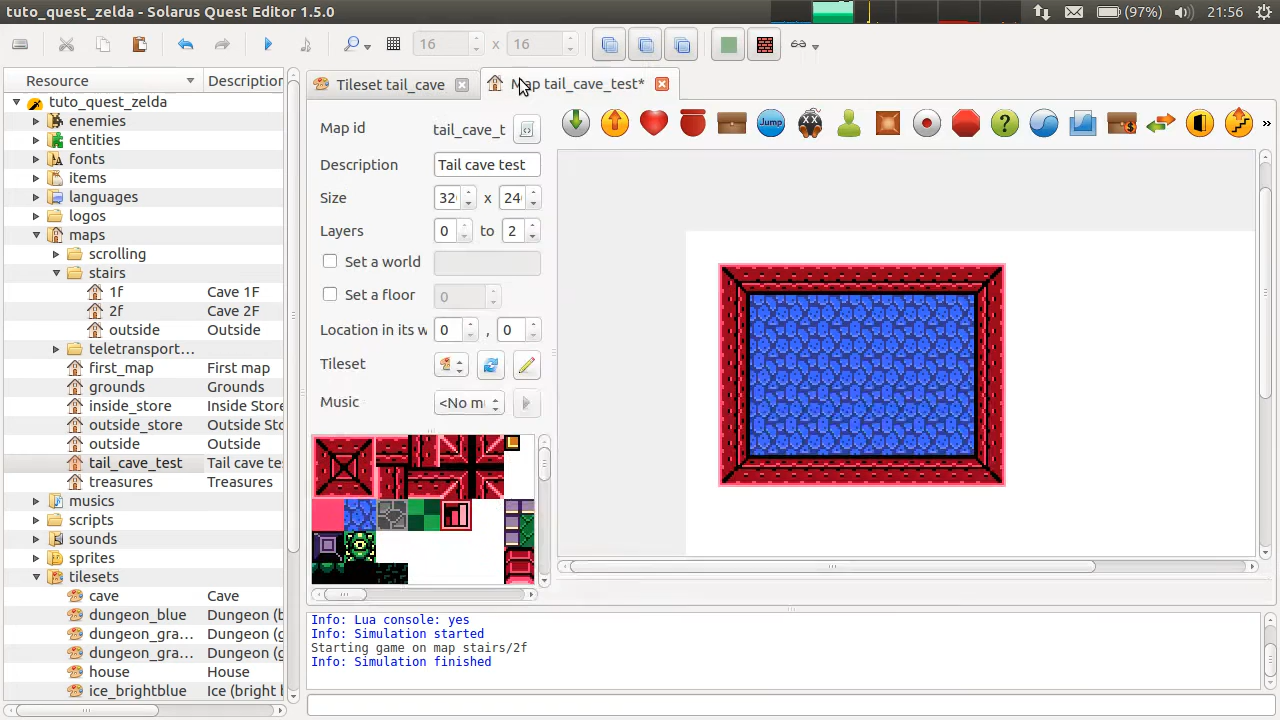 tuto_quest_zelda - Solarus Quest Editor 1.5.0
(97%)
21:56
16 x 16
Resource
Description
tuto_quest_zelda
enemies
entities
fonts
items
languages
logos
maps
scrolling
stairs
1f Cave 1F
2f Cave 2F
outside Outside
teletransport...
first_map First map
grounds Grounds
inside_store Inside Store
outside_store Outside Sto
outside Outside
tail_cave_test Tail cave te
treasures Treasures
musics
scripts
sounds
sprites
tilesets
cave Cave
dungeon_blue Dungeon (b
dungeon_gra... Dungeon (g
dungeon_gra... Dungeon (g
house House
ice_brightblue Ice (bright b
Tileset tail_cave
Map tail_cave_test*
Jump
?
$
»
Map id tail_cave_t
Description Tail cave test
Size 32 x 24
Layers 0 to 2
Set a world
Set a floor 0
Location in its w 0 , 0
Tileset
Music <No m
Info: Lua console: yes
Info: Simulation started
Starting game on map stairs/2f
Info: Simulation finished